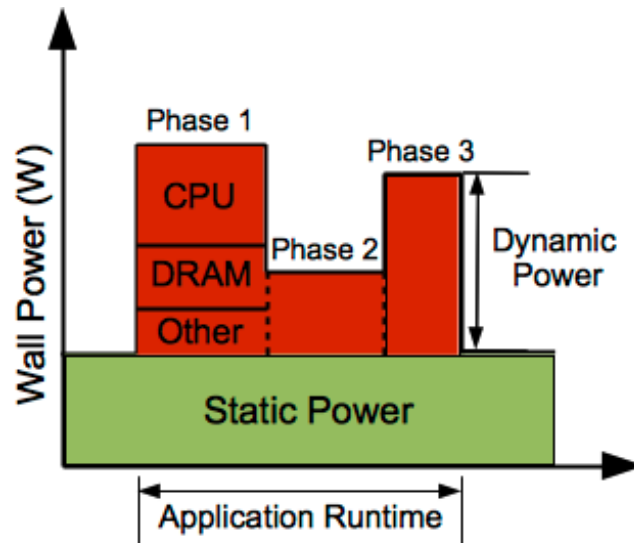 Phase 1
Phase 3
CPU
Phase 2
Dynamic
Power
DRAM
Other
Wall Power (W)
Static Power
Application Runtime